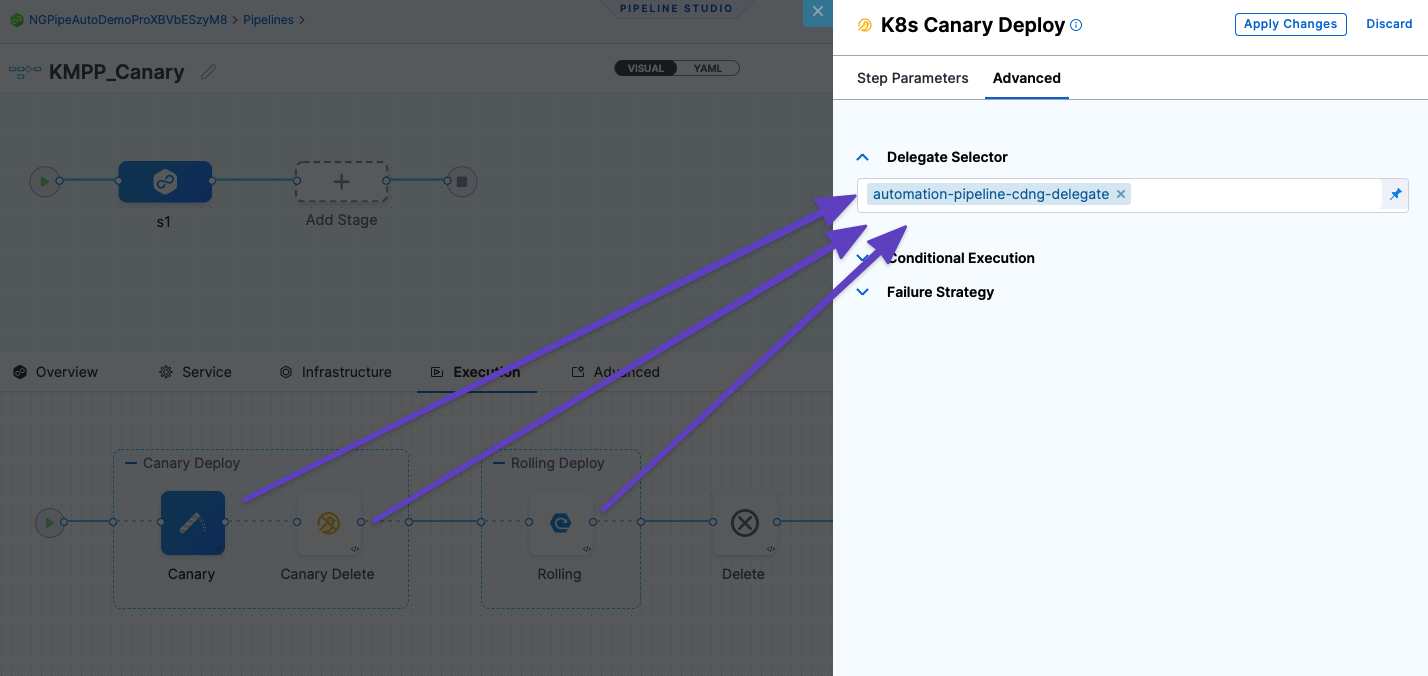 PIPELINE STUDIO
NGPipeAutoDemoProXBVbESzyM8 > Pipelines >
KMPP_Canary
VISUAL YAML
s1
Add Stage
Overview Service Infrastructure Execution Advanced
Canary Deploy
Rolling Deploy
Canary
Canary Delete
Rolling
Delete
K8s Canary Deploy
Apply Changes Discard
Step Parameters Advanced
Delegate Selector
automation-pipeline-cdng-delegate ×
Conditional Execution
Failure Strategy